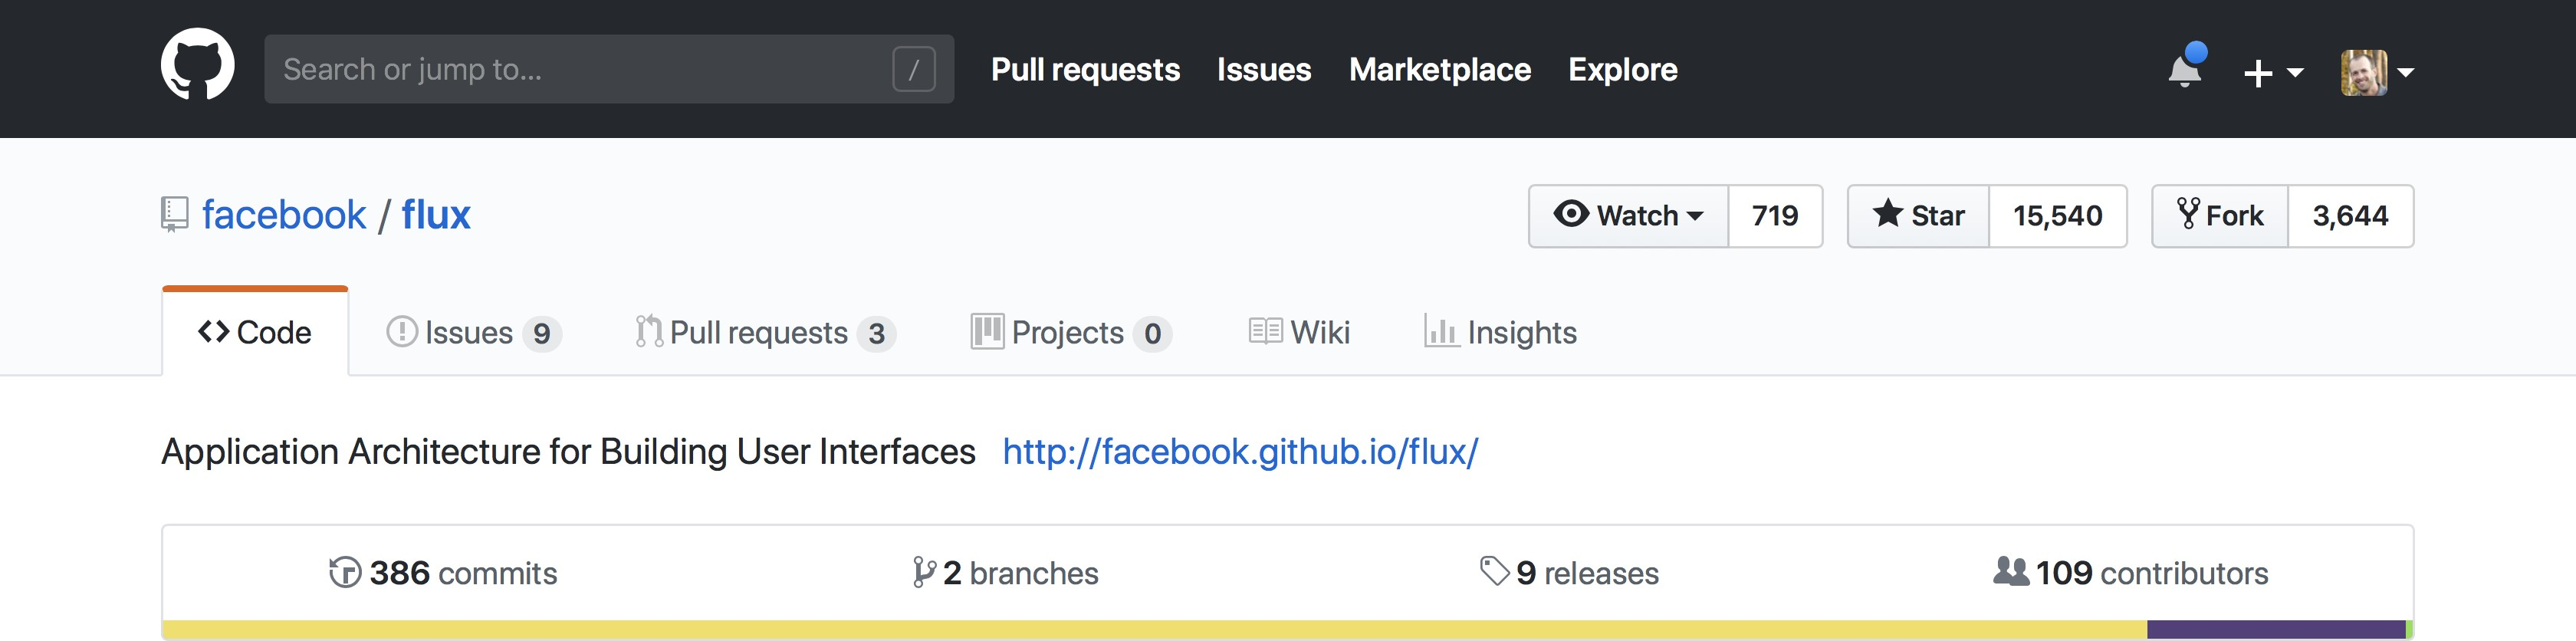 Search or jump to... / Pull requests Issues Marketplace Explore
facebook / flux Watch 719 Star 15,540 Fork 3,644
Code Issues 9 Pull requests 3 Projects 0 Wiki Insights
Application Architecture for Building User Interfaces http://facebook.github.io/flux/
386 commits 2 branches 9 releases 109 contributors